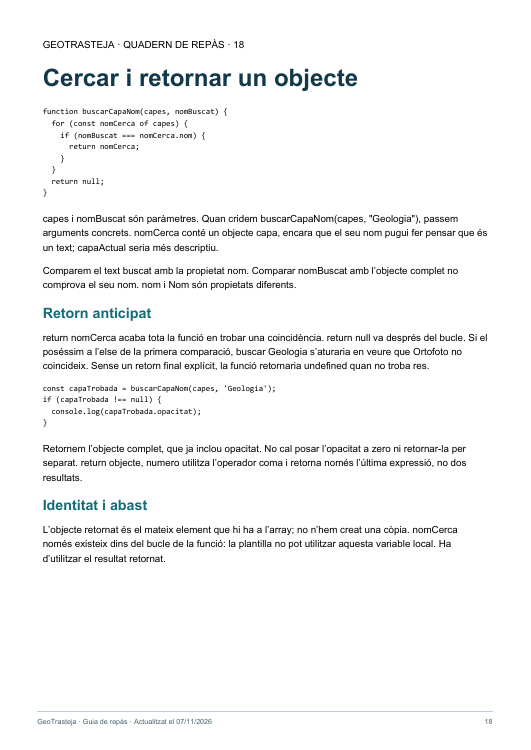 GEOTRASTEJA · QUADERN DE REPÀS · 18
Cercar i retornar un objecte
function buscarCapaNom(capes, nomBuscat) {
  for (const nomCerca of capes) {
    if (nomBuscat === nomCerca.nom) {
      return nomCerca;
    }
  }
  return null;
}
capes i nomBuscat són paràmetres. Quan cridem buscarCapaNom(capes, "Geologia"), passem
arguments concrets. nomCerca conté un objecte capa, encara que el seu nom pugui fer pensar que és
un text; capaActual seria més descriptiu.
Comparem el text buscat amb la propietat nom. Comparar nomBuscat amb l’objecte complet no
comprova el seu nom. nom i Nom són propietats diferents.
Retorn anticipat
return nomCerca acaba tota la funció en trobar una coincidència. return null va després del bucle. Si el
poséssim a l’else de la primera comparació, buscar Geologia s’aturaria en veure que Ortofoto no
coincideix. Sense un retorn final explícit, la funció retornaria undefined quan no troba res.
const capaTrobada = buscarCapaNom(capes, 'Geologia');
if (capaTrobada !== null) {
  console.log(capaTrobada.opacitat);
}
Retornem l’objecte complet, que ja inclou opacitat. No cal posar l’opacitat a zero ni retornar-la per
separat. return objecte, numero utilitza l’operador coma i retorna només l’última expressió, no dos
resultats.
Identitat i abast
L’objecte retornat és el mateix element que hi ha a l’array; no n’hem creat una còpia. nomCerca
només existeix dins del bucle de la funció: la plantilla no pot utilitzar aquesta variable local. Ha
d’utilitzar el resultat retornat.
GeoTrasteja · Guia de repàs · Actualitzat el 07/11/2026
18